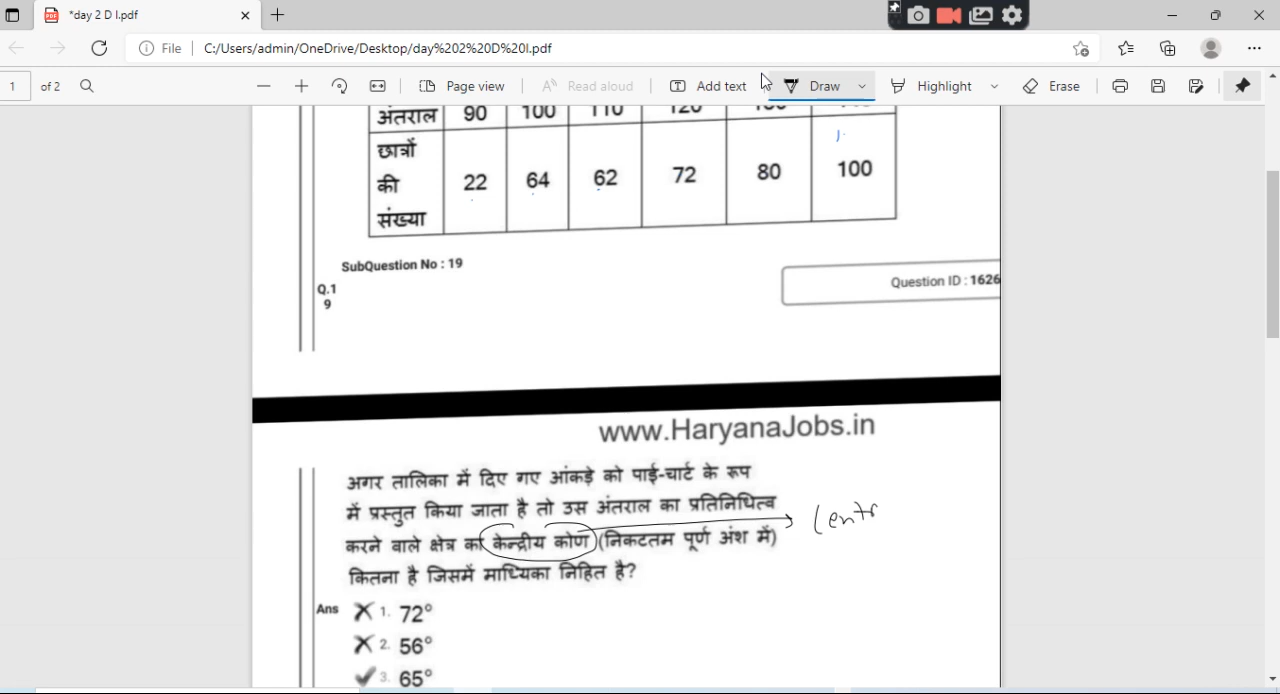 *day 2 D I.pdf
File C:/Users/admin/OneDrive/Desktop/day%202%20D%20I.pdf
1 of 2 Page view Read aloud Add text Draw Highlight Erase
अंतराल 90 100 110 120
छात्रों
की 22 64 62 72 80 100
संख्या
SubQuestion No : 19
Q.1
9
Question ID : 1626
www.HaryanaJobs.in
अगर तालिका में दिए गए आंकड़े को पाई-चार्ट के रूप
में प्रस्तुत किया जाता है तो उस अंतराल का प्रतिनिधित्व
करने वाले क्षेत्र का केन्द्रीय कोण (निकटतम पूर्ण अंश में)
कितना है जिसमें माध्यिका निहित है?
Ans 1. 72°
2. 56°
3. 65°